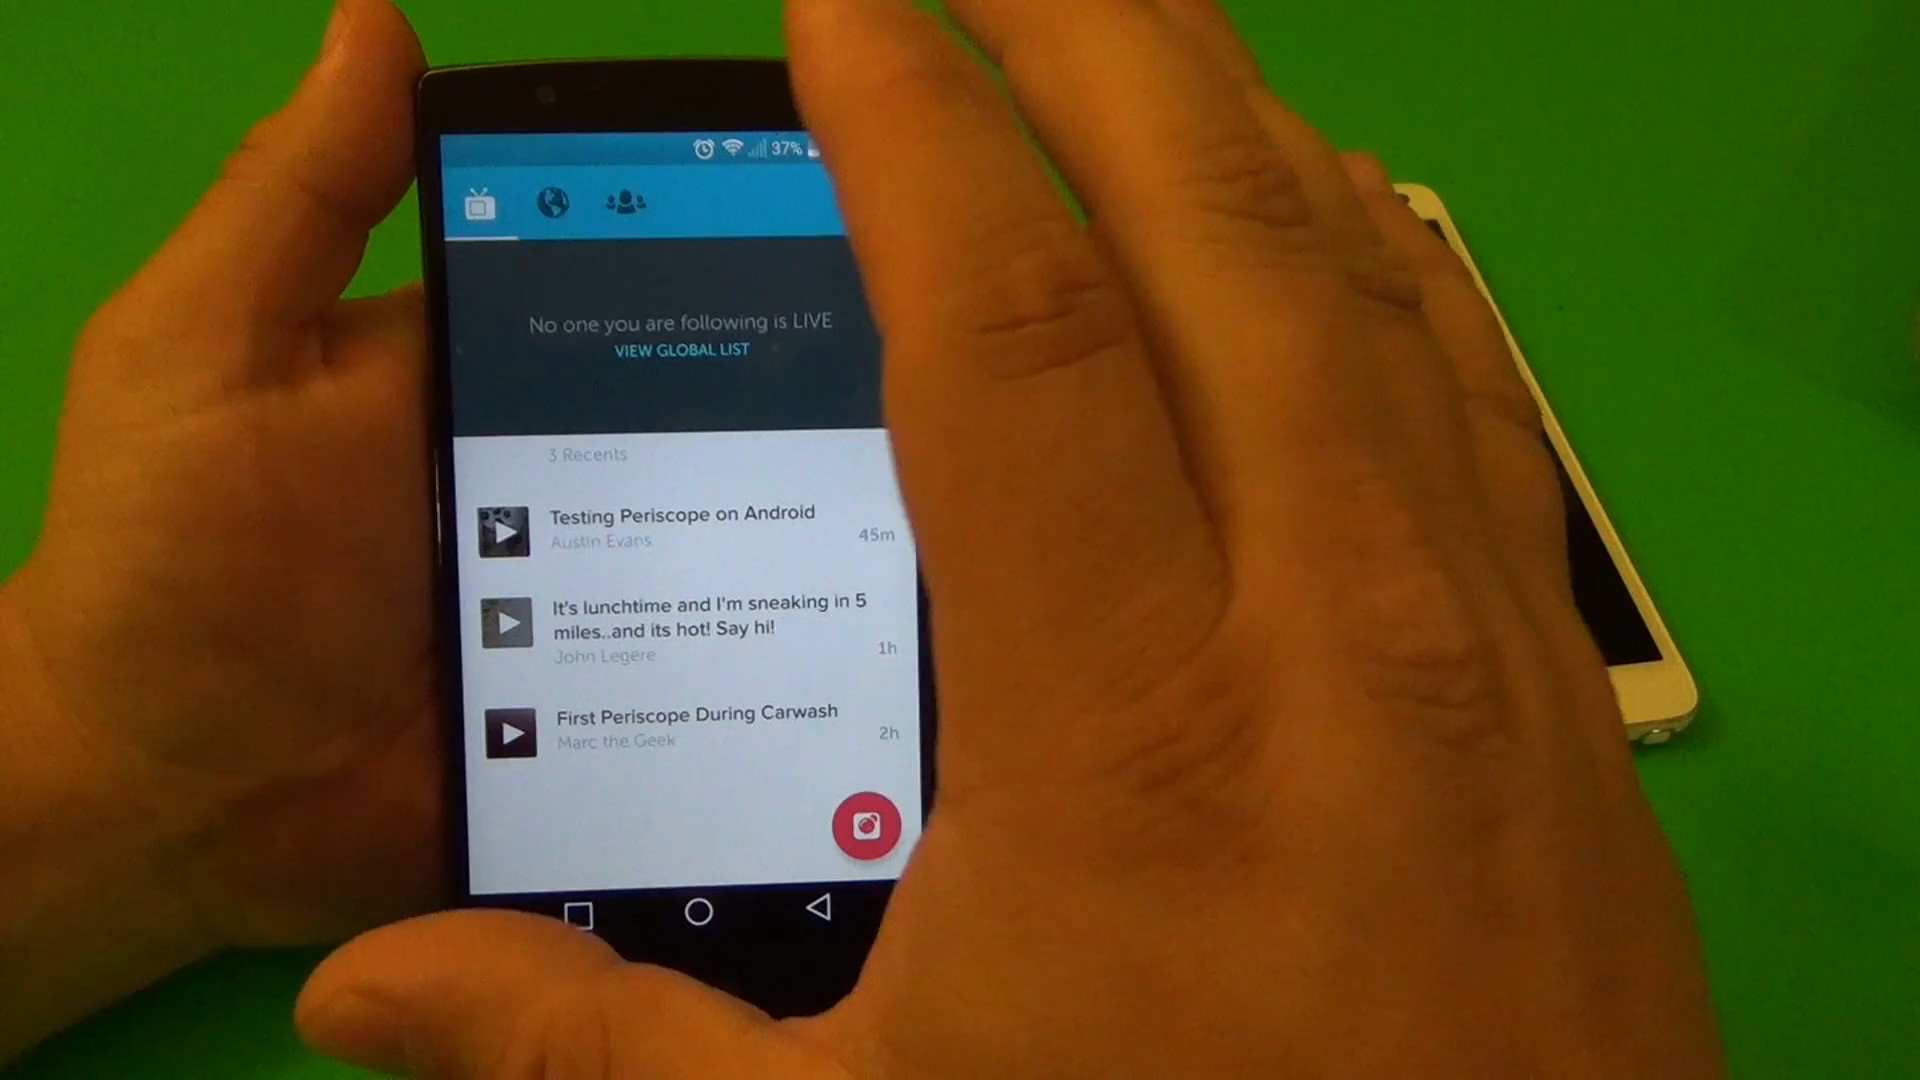 37%
No one you are following is LIVE
VIEW GLOBAL LIST
3 Recents
Testing Periscope on Android
Austin Evans
45m
It's lunchtime and I'm sneaking in 5
miles..and its hot! Say hi!
John Legere
1h
First Periscope During Carwash
Marc the Geek
2h